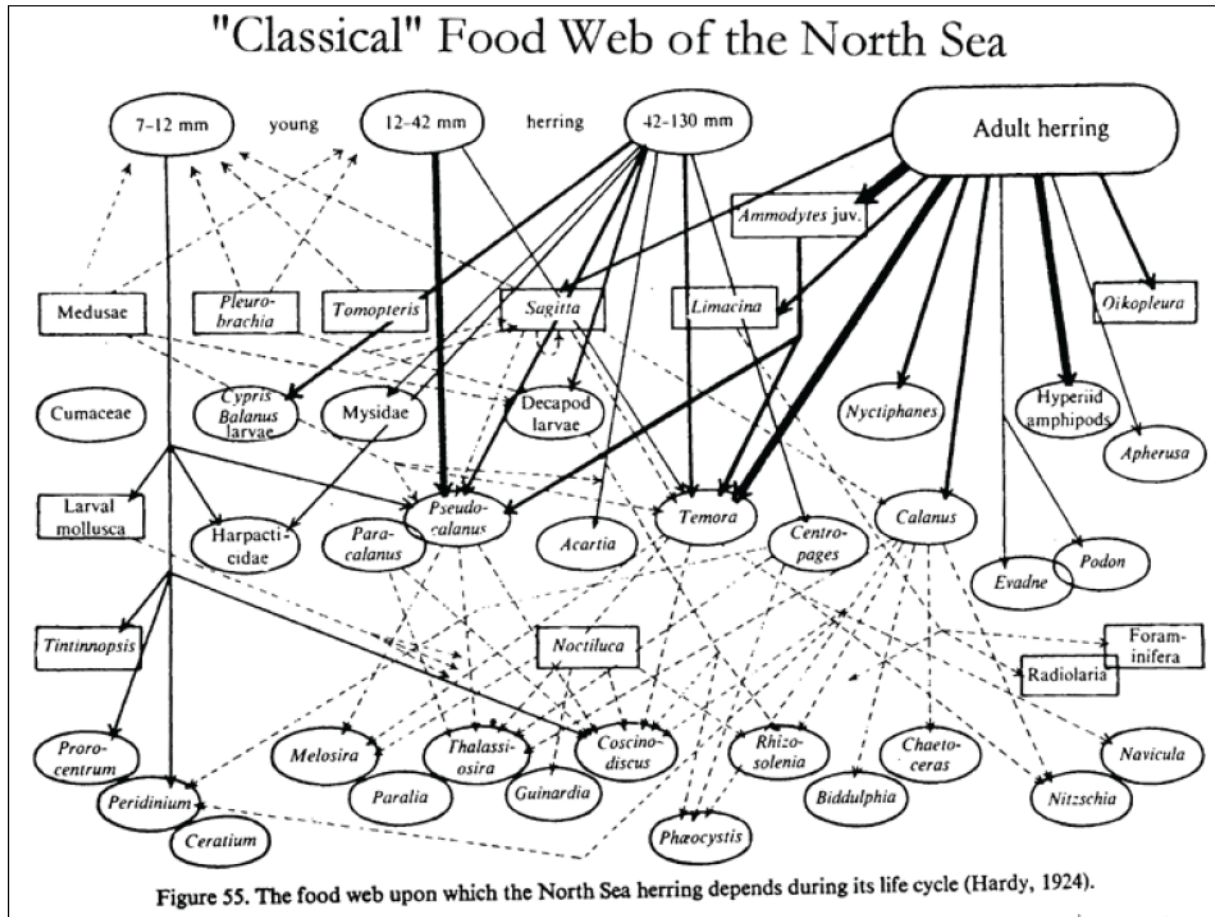 "Classical" Food Web of the North Sea
7–12 mm
young
12–42 mm
herring
42–130 mm
Adult herring
Ammodytes juv.
Medusae
Pleuro-
brachia
Tomopteris
Sagitta
Limacina
Oikopleura
Cumaceae
Cypris
Balanus
larvae
Mysidae
Decapod
larvae
Nyctiphanes
Hyperiid
amphipods
Apherusa
Larval
mollusca
Harpacti-
cidae
Para-
calanus
Pseudo-
calanus
Acartia
Temora
Centro-
pages
Calanus
Evadne
Podon
Tintinnopsis
Noctiluca
Radiolaria
Foram-
inifera
Proro-
centrum
Peridinium
Ceratium
Melosira
Paralia
Thalassi-
osira
Guinardia
Coscino-
discus
Phæocystis
Rhizo-
solenia
Biddulphia
Chaeto-
ceras
Nitzschia
Navicula
Figure 55. The food web upon which the North Sea herring depends during its life cycle (Hardy, 1924).